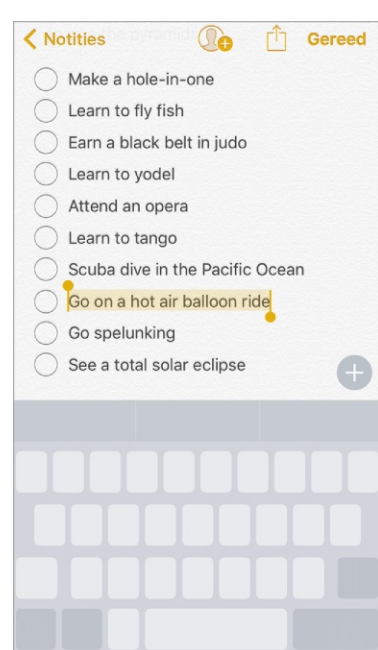 Notities
Gereed
Make a hole-in-one
Learn to fly fish
Earn a black belt in judo
Learn to yodel
Attend an opera
Learn to tango
Scuba dive in the Pacific Ocean
Go on a hot air balloon ride
Go spelunking
See a total solar eclipse